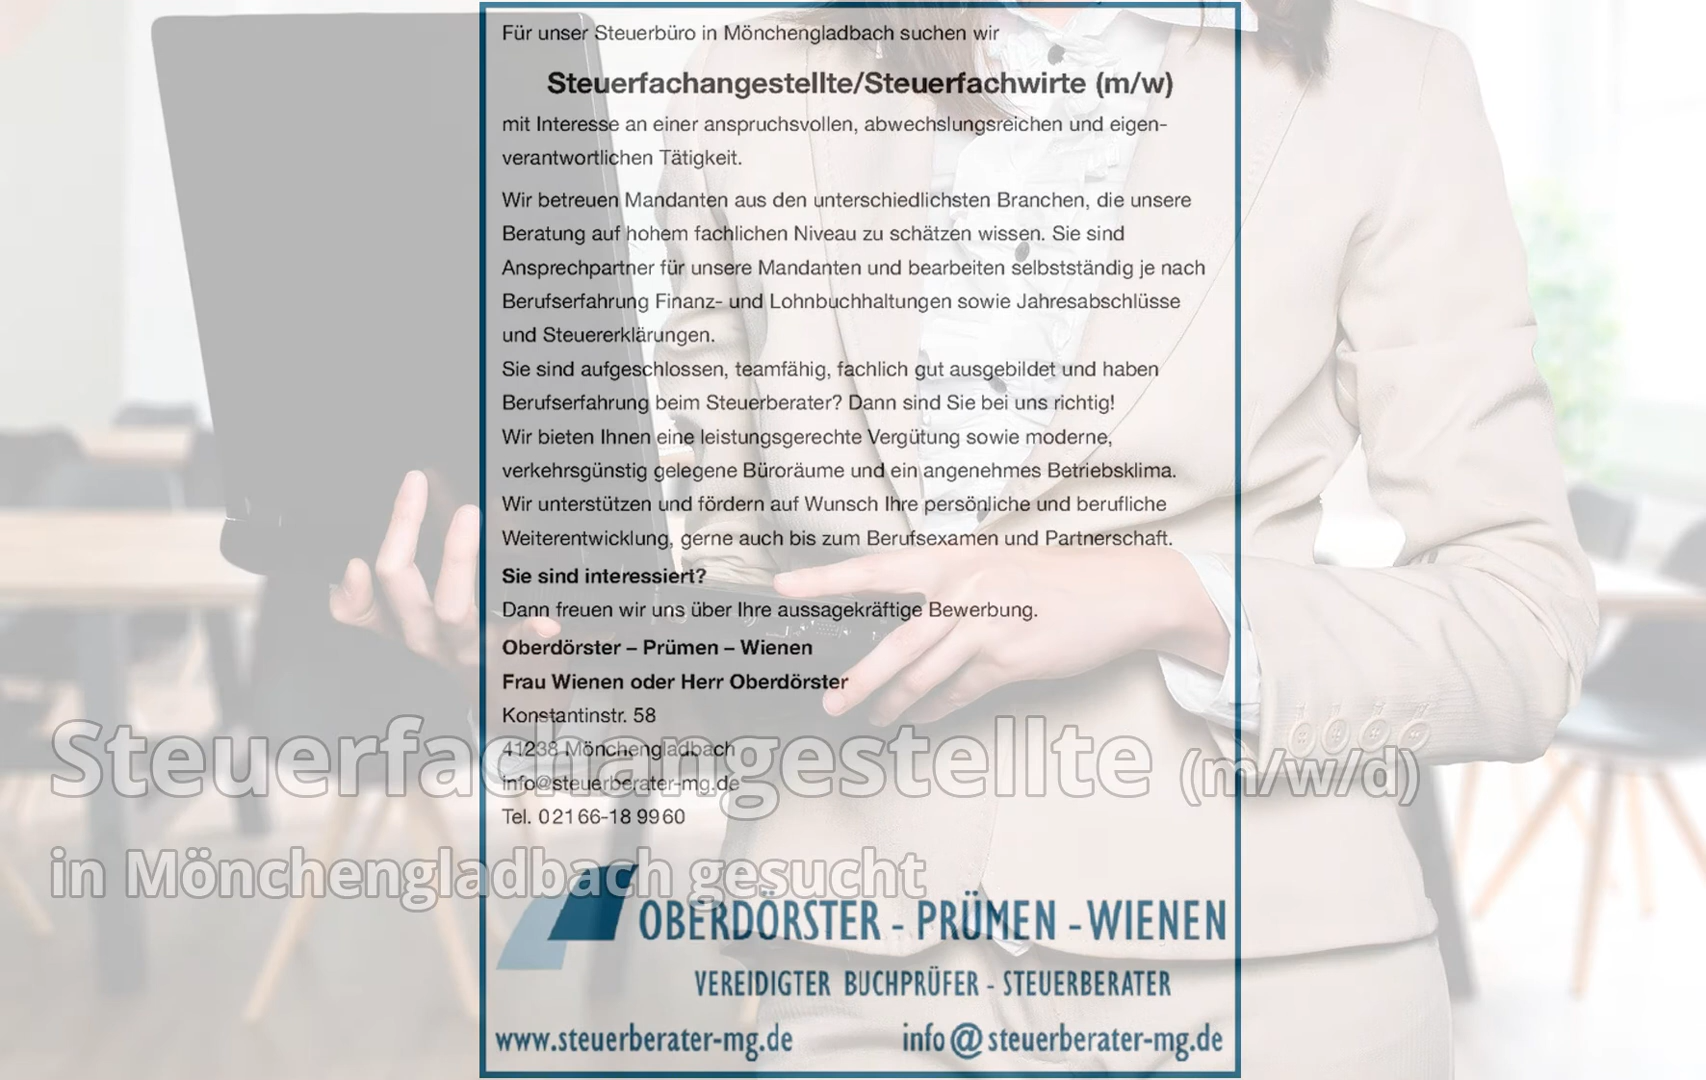 Für unser Steuerbüro in Mönchengladbach suchen wir
Steuerfachangestellte/Steuerfachwirte (m/w)
mit Interesse an einer anspruchsvollen, abwechslungsreichen und eigen-
verantwortlichen Tätigkeit.
Wir betreuen Mandanten aus den unterschiedlichsten Branchen, die unsere
Beratung auf hohem fachlichen Niveau zu schätzen wissen. Sie sind
Ansprechpartner für unsere Mandanten und bearbeiten selbstständig je nach
Berufserfahrung Finanz- und Lohnbuchhaltungen sowie Jahresabschlüsse
und Steuererklärungen.
Sie sind aufgeschlossen, teamfähig, fachlich gut ausgebildet und haben
Berufserfahrung beim Steuerberater? Dann sind Sie bei uns richtig!
Wir bieten Ihnen eine leistungsgerechte Vergütung sowie moderne,
verkehrsgünstig gelegene Büroräume und ein angenehmes Betriebsklima.
Wir unterstützen und fördern auf Wunsch Ihre persönliche und berufliche
Weiterentwicklung, gerne auch bis zum Berufsexamen und Partnerschaft.
Sie sind interessiert?
Dann freuen wir uns über Ihre aussagekräftige Bewerbung.
Oberdörster – Prümen – Wienen
Frau Wienen oder Herr Oberdörster
Konstantinstr. 58
41238 Mönchengladbach
info@steuerberater-mg.de
Tel. 02166-18 9960
Steuerfachangestellte (m/w/d)
in Mönchengladbach gesucht
OBERDÖRSTER - PRÜMEN - WIENEN
VEREIDIGTER BUCHPRÜFER - STEUERBERATER
www.steuerberater-mg.de info@steuerberater-mg.de